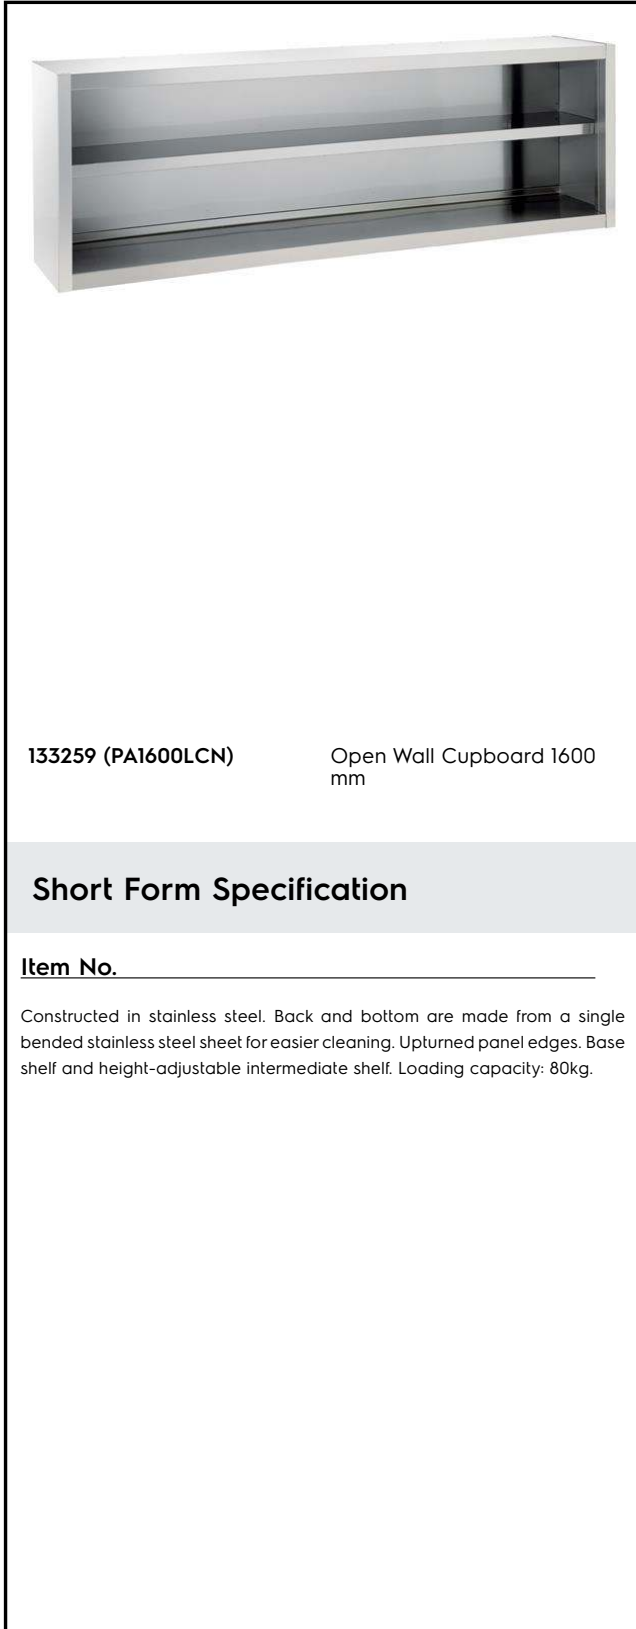 133259 (PA1600LCN)
Open Wall Cupboard 1600
mm
Short Form Specification
Item No.
Constructed in stainless steel. Back and bottom are made from a single
bended stainless steel sheet for easier cleaning. Upturned panel edges. Base
shelf and height-adjustable intermediate shelf. Loading capacity: 80kg.